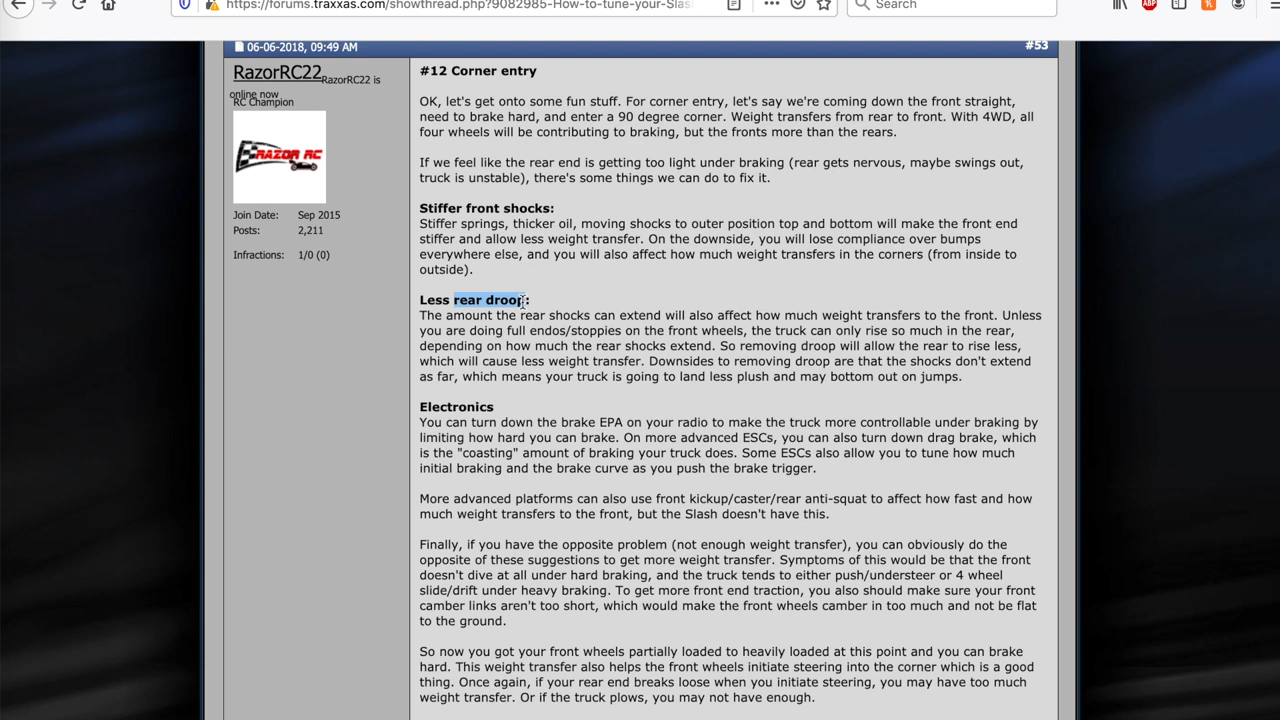 https://forums.traxxas.com/showthread.php?9082985-How-to-tune-your-Slas
Search
ABP
06-06-2018, 09:49 AM
#53
RazorRC22 RazorRC22 is
online now
RC Champion
RAZOR RC
Join Date: Sep 2015
Posts: 2,211
Infractions: 1/0 (0)
#12 Corner entry
OK, let's get onto some fun stuff. For corner entry, let's say we're coming down the front straight,
need to brake hard, and enter a 90 degree corner. Weight transfers from rear to front. With 4WD, all
four wheels will be contributing to braking, but the fronts more than the rears.
If we feel like the rear end is getting too light under braking (rear gets nervous, maybe swings out,
truck is unstable), there's some things we can do to fix it.
Stiffer front shocks:
Stiffer springs, thicker oil, moving shocks to outer position top and bottom will make the front end
stiffer and allow less weight transfer. On the downside, you will lose compliance over bumps
everywhere else, and you will also affect how much weight transfers in the corners (from inside to
outside).
Less rear droop:
The amount the rear shocks can extend will also affect how much weight transfers to the front. Unless
you are doing full endos/stoppies on the front wheels, the truck can only rise so much in the rear,
depending on how much the rear shocks extend. So removing droop will allow the rear to rise less,
which will cause less weight transfer. Downsides to removing droop are that the shocks don't extend
as far, which means your truck is going to land less plush and may bottom out on jumps.
Electronics
You can turn down the brake EPA on your radio to make the truck more controllable under braking by
limiting how hard you can brake. On more advanced ESCs, you can also turn down drag brake, which
is the "coasting" amount of braking your truck does. Some ESCs also allow you to tune how much
initial braking and the brake curve as you push the brake trigger.
More advanced platforms can also use front kickup/caster/rear anti-squat to affect how fast and how
much weight transfers to the front, but the Slash doesn't have this.
Finally, if you have the opposite problem (not enough weight transfer), you can obviously do the
opposite of these suggestions to get more weight transfer. Symptoms of this would be that the front
doesn't dive at all under hard braking, and the truck tends to either push/understeer or 4 wheel
slide/drift under heavy braking. To get more front end traction, you also should make sure your front
camber links aren't too short, which would make the front wheels camber in too much and not be flat
to the ground.
So now you got your front wheels partially loaded to heavily loaded at this point and you can brake
hard. This weight transfer also helps the front wheels initiate steering into the corner which is a good
thing. Once again, if your rear end breaks loose when you initiate steering, you may have too much
weight transfer. Or if the truck plows, you may not have enough.